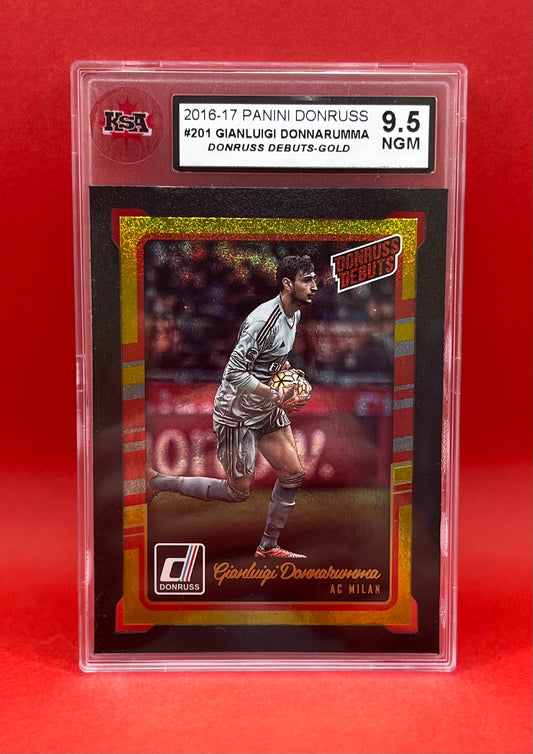 KSA
2016-17 PANINI DONRUSS
#201 GIANLUIGI DONNARUMMA
DONRUSS DEBUTS-GOLD
9.5
NGM
DONRUSS
DEBUTS
DONRUSS
Gianluigi Donnarumma
AC MILAN